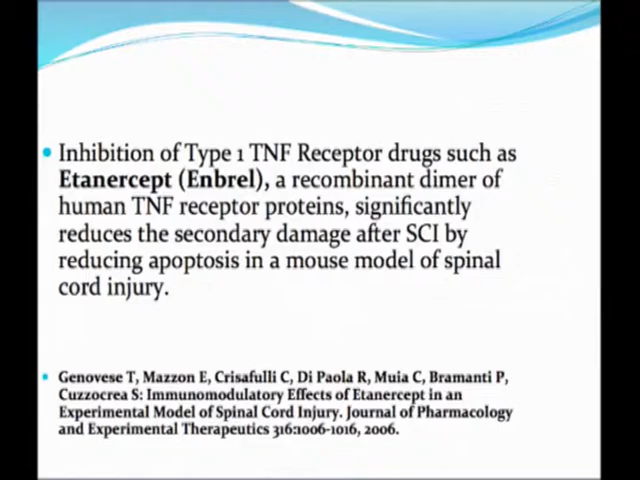 Inhibition of Type 1 TNF Receptor drugs such as
Etanercept (Enbrel), a recombinant dimer of
human TNF receptor proteins, significantly
reduces the secondary damage after SCI by
reducing apoptosis in a mouse model of spinal
cord injury.
Genovese T, Mazzon E, Crisafulli C, Di Paola R, Muia C, Bramanti P,
Cuzzocrea S: Immunomodulatory Effects of Etanercept in an
Experimental Model of Spinal Cord Injury. Journal of Pharmacology
and Experimental Therapeutics 316:1006-1016, 2006.